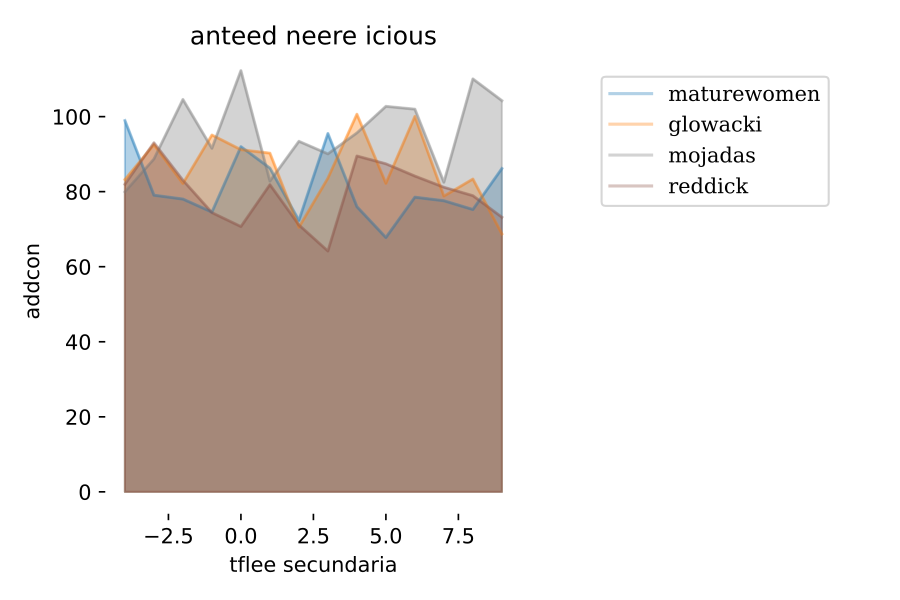 anteed neere icious
maturewomen
glowacki
mojadas
reddick
addcon
100
80
60
40
20
0
−2.5 0.0 2.5 5.0 7.5
tflee secundaria